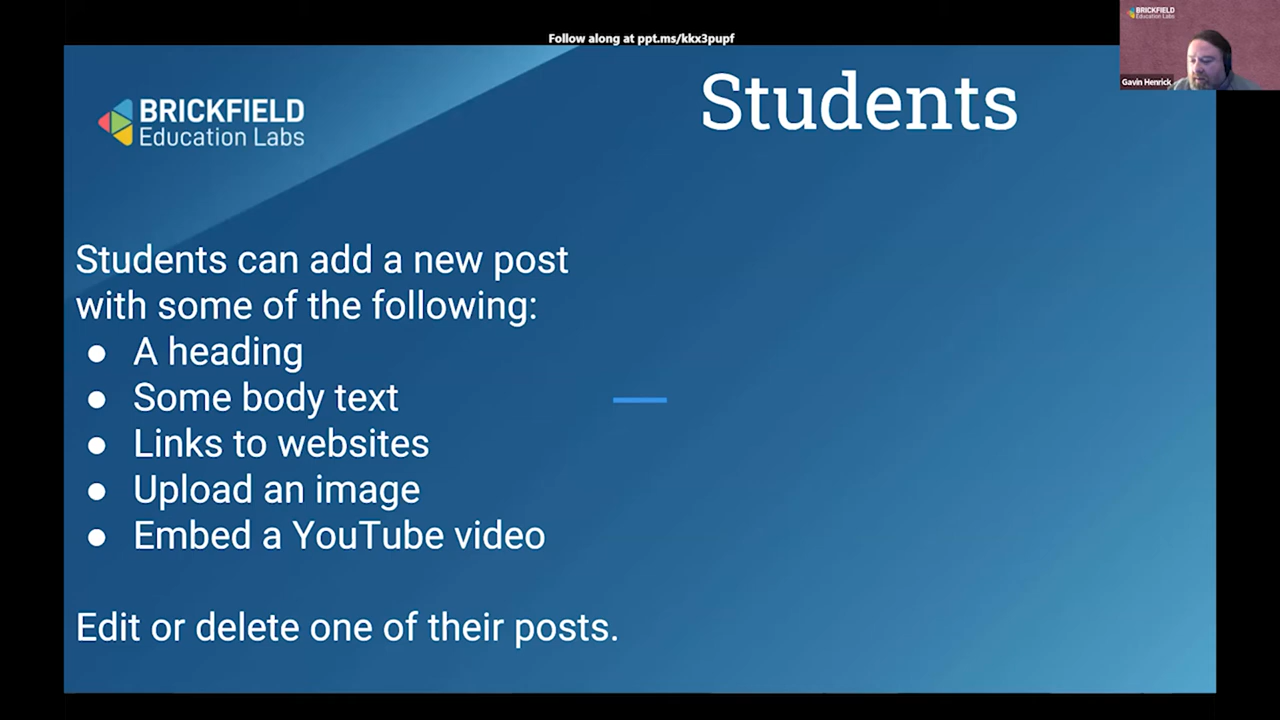 Follow along at ppt.ms/kkx3pupf
BRICKFIELD
Gavin Henrick
BRICKFIELD
Education Labs
Students
Students can add a new post
with some of the following:
● A heading
● Some body text
● Links to websites
● Upload an image
● Embed a YouTube video
Edit or delete one of their posts.